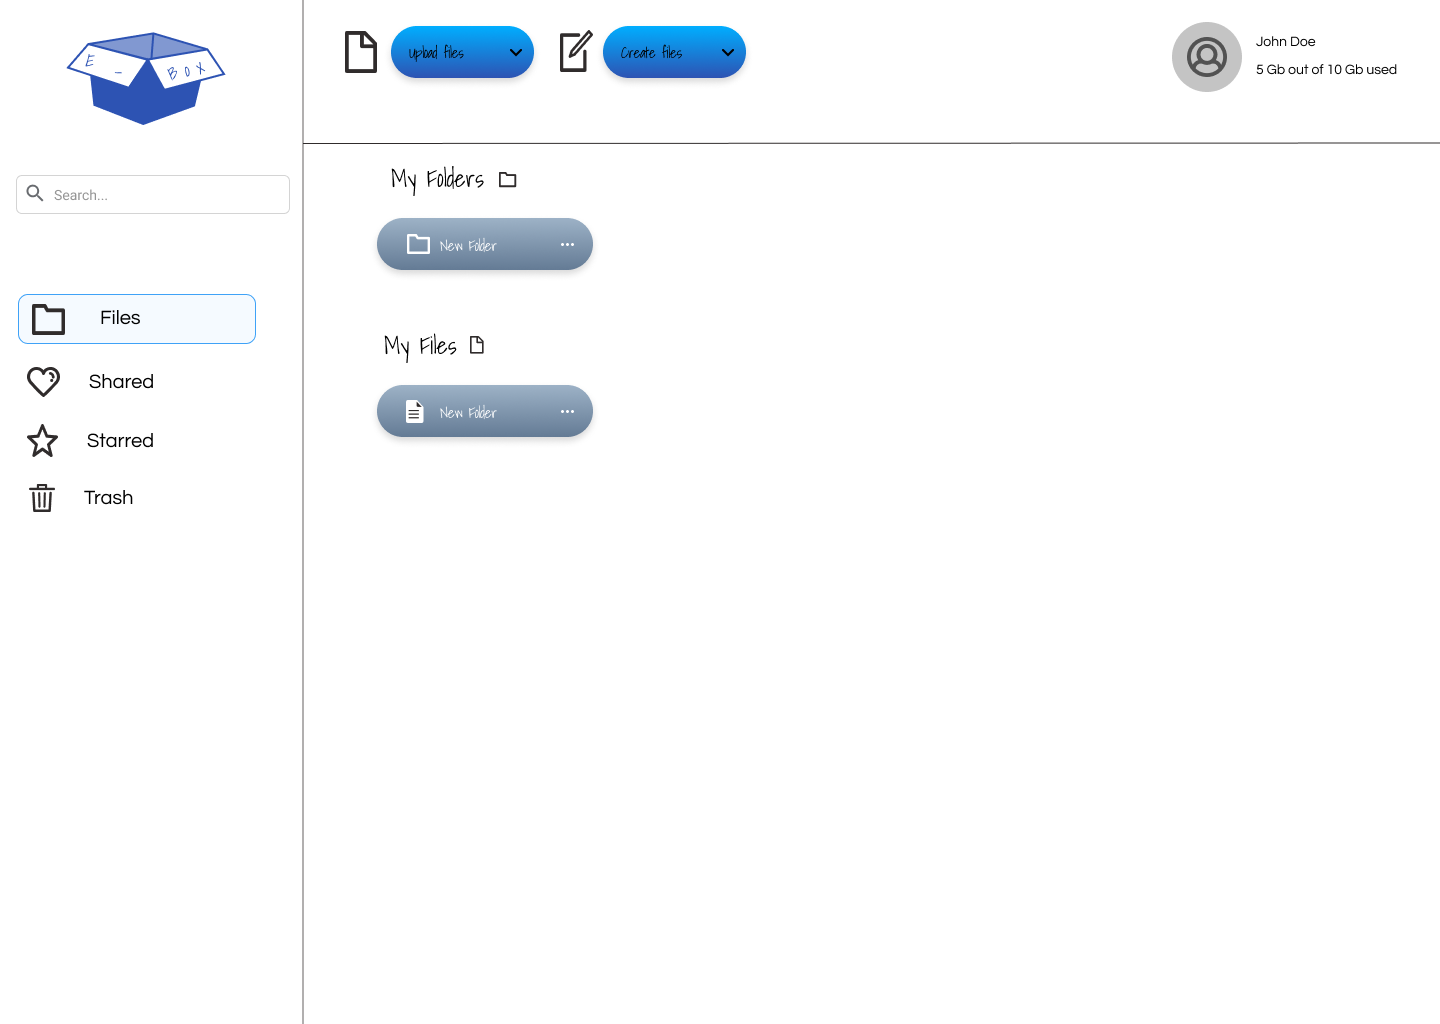 E - BOX
Search...
Files
Shared
Starred
Trash
Upload files
Create files
John Doe
5 Gb out of 10 Gb used
My Folders
New Folder
My Files
New Folder